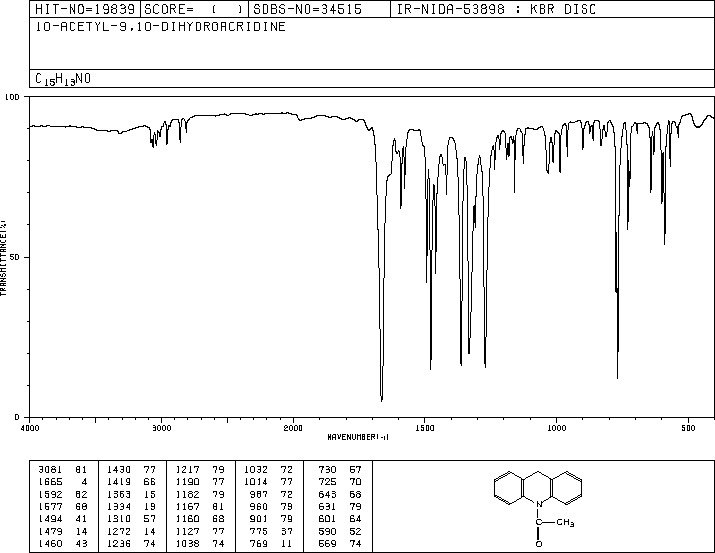 HIT-NO=19839 SCORE= ( ) SDBS-NO=34515 IR-NIDA-53898 : KBR DISC
10-ACETYL-9,10-DIHYDROACRIDINE
C15H13NO
100
50
0
TRANSMITTANCE(%)
4000 3000 2000 1500 1000 500
WAVENUMBER(-1)
3081 81 1430 77 1217 79 1032 72 730 57
1665 4 1419 66 1190 77 1014 77 725 70
1592 82 1363 15 1182 79 987 72 643 68
1577 68 1334 19 1167 81 960 79 631 79
1494 41 1310 57 1160 68 901 79 601 64
1479 14 1272 14 1127 77 775 37 590 52
1460 43 1236 74 1038 74 769 11 569 74
N
C—CH3
O